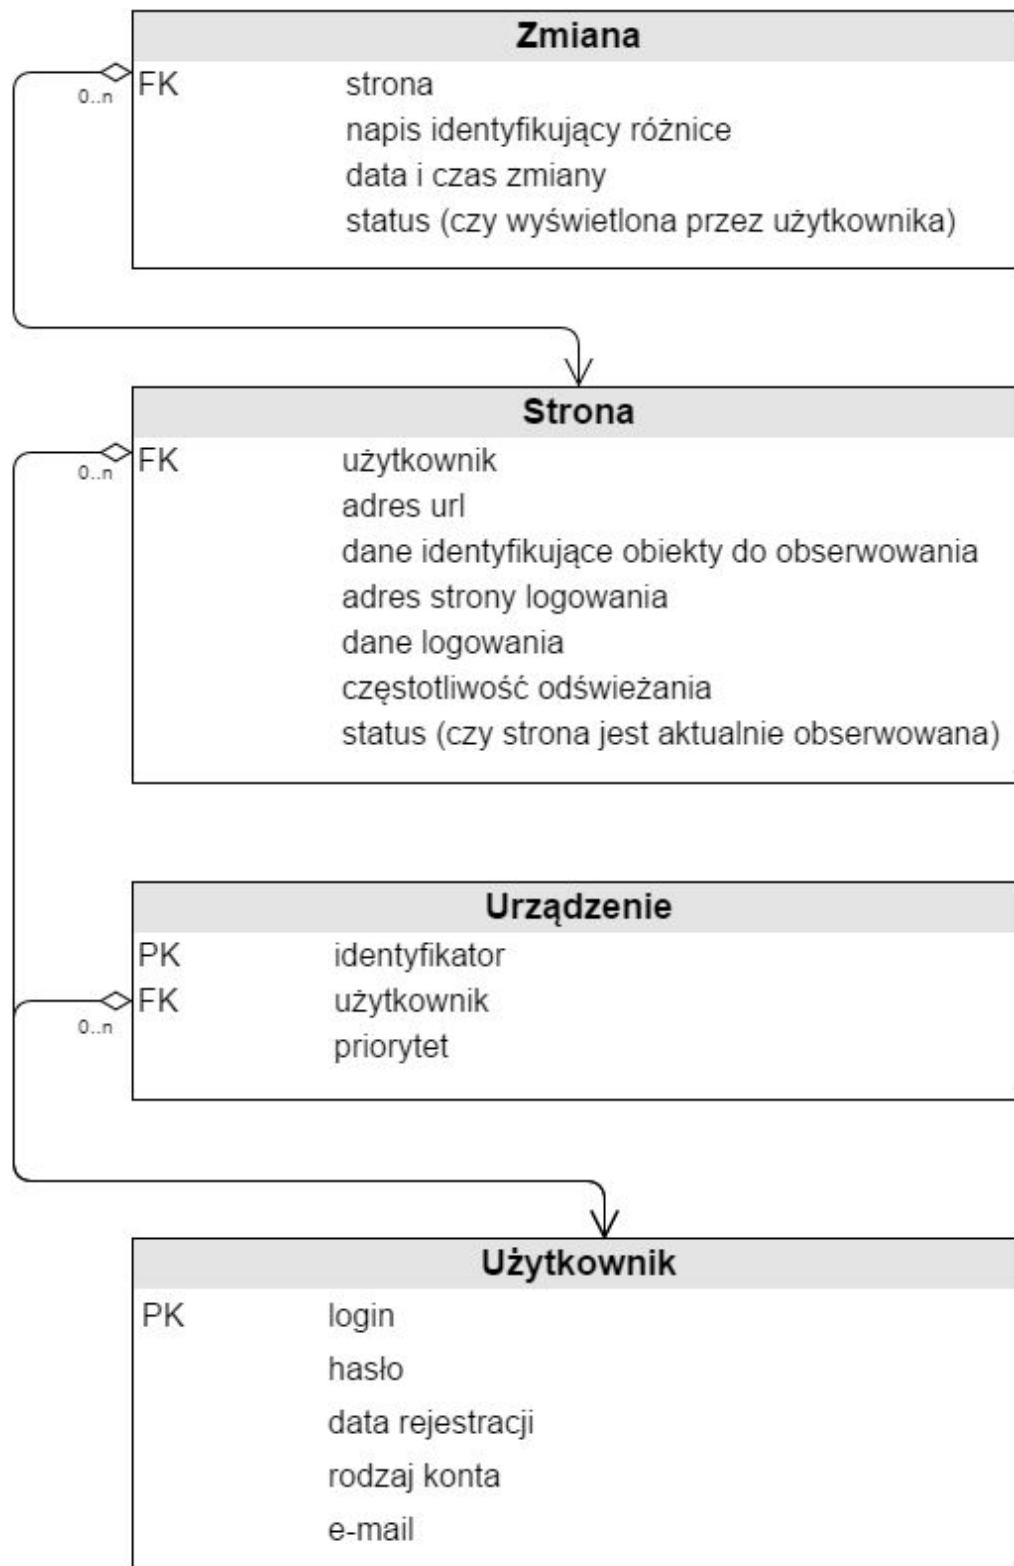 Zmiana
FK strona
0..n
napis identyfikujący różnice
data i czas zmiany
status (czy wyświetlona przez użytkownika)
Strona
FK użytkownik
0..n
adres url
dane identyfikujące obiekty do obserwowania
adres strony logowania
dane logowania
częstotliwość odświeżania
status (czy strona jest aktualnie obserwowana)
Urządzenie
PK identyfikator
FK użytkownik
0..n
priorytet
Użytkownik
PK login
hasło
data rejestracji
rodzaj konta
e-mail